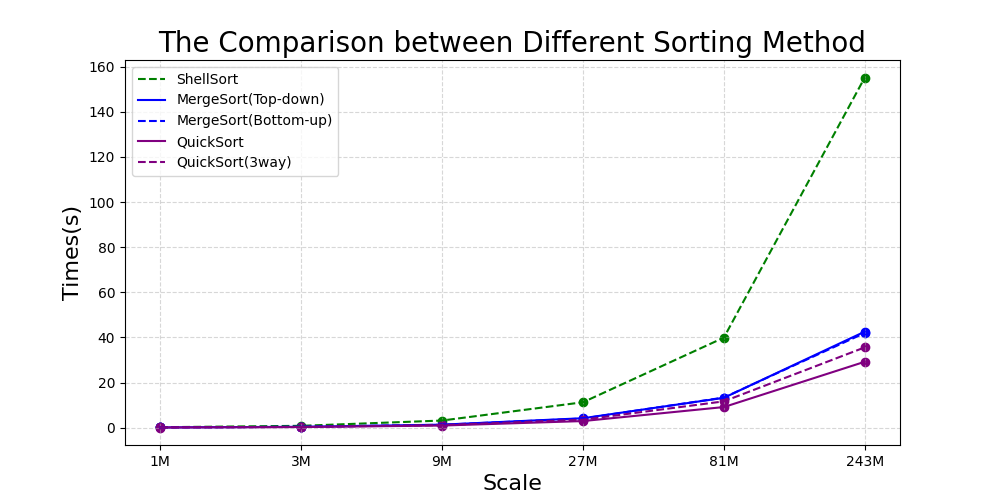 The Comparison between Different Sorting Method
ShellSort
MergeSort(Top-down)
MergeSort(Bottom-up)
QuickSort
QuickSort(3way)
Times(s)
160
140
120
100
80
60
40
20
0
1M 3M 9M 27M 81M 243M
Scale